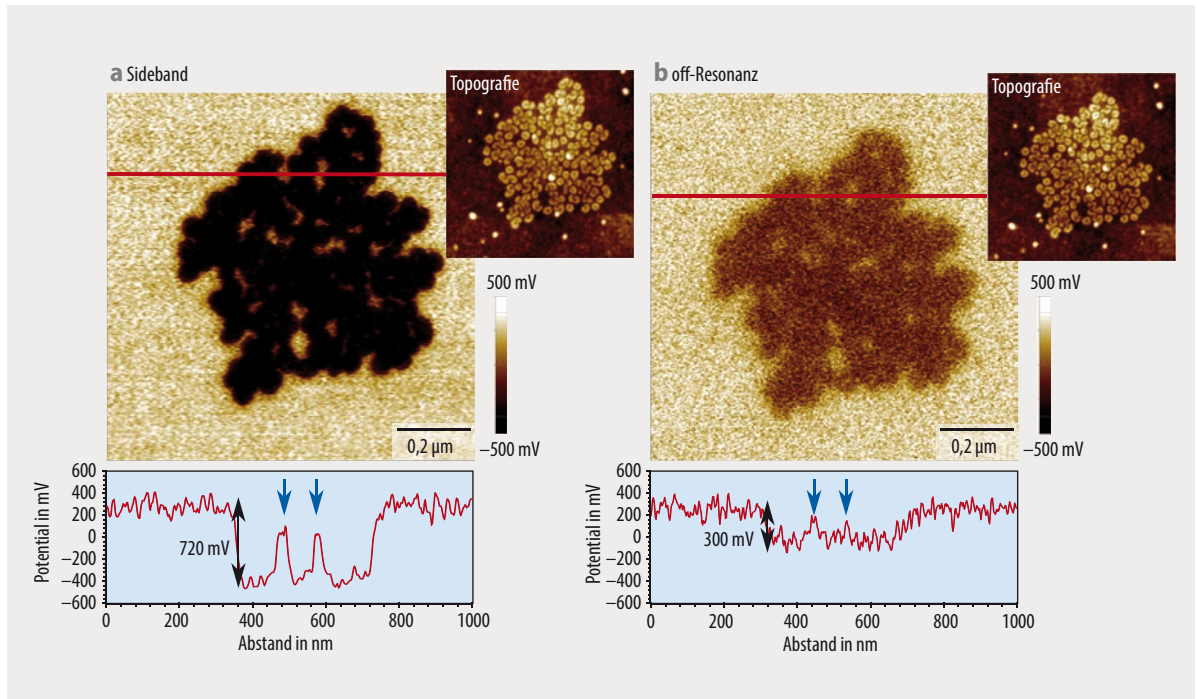 a Sideband
Topografie
500 mV
−500 mV
0,2 µm
600
400
200
0
−200
−400
−600
Potential in mV
720 mV
0 200 400 600 800 1000
Abstand in nm
b off-Resonanz
Topografie
500 mV
−500 mV
0,2 µm
600
400
200
0
−200
−400
−600
Potential in mV
300 mV
0 200 400 600 800 1000
Abstand in nm